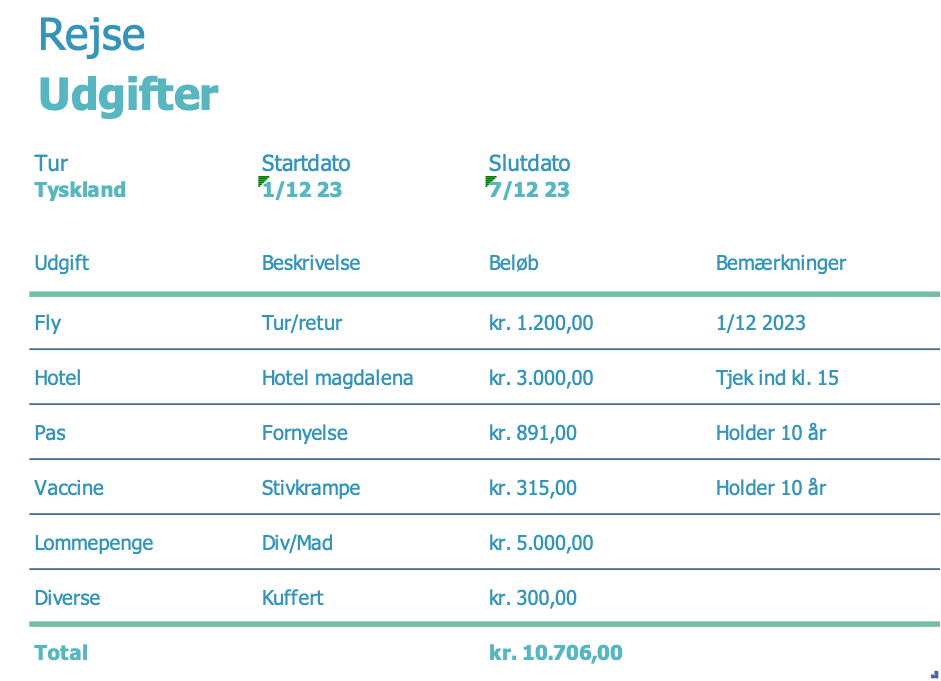 Rejse
Udgifter
Tur Startdato Slutdato
Tyskland 1/12 23 7/12 23
Udgift Beskrivelse Beløb Bemærkninger
Fly Tur/retur kr. 1.200,00 1/12 2023
Hotel Hotel magdalena kr. 3.000,00 Tjek ind kl. 15
Pas Fornyelse kr. 891,00 Holder 10 år
Vaccine Stivkrampe kr. 315,00 Holder 10 år
Lommepenge Div/Mad kr. 5.000,00
Diverse Kuffert kr. 300,00
Total kr. 10.706,00